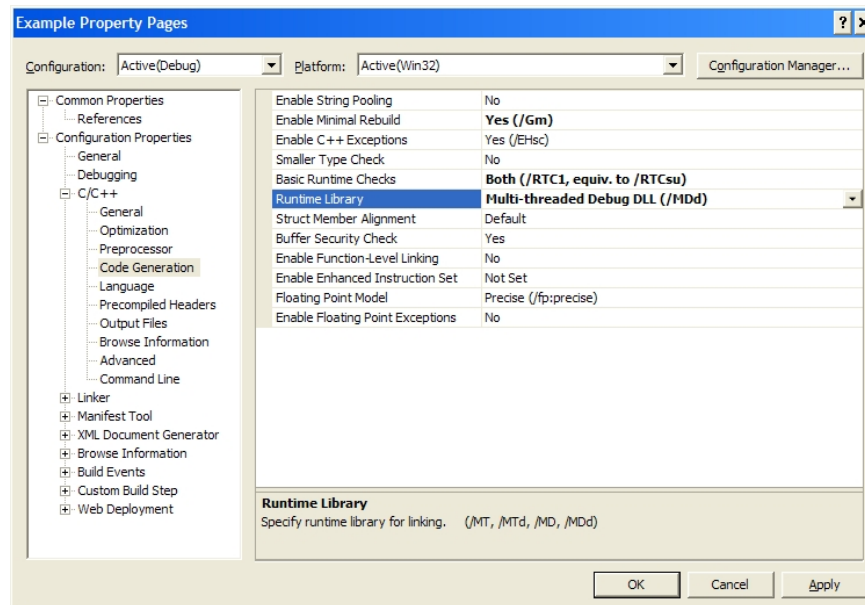 Example Property Pages
Configuration: Active(Debug) Platform: Active(Win32) Configuration Manager...
Common Properties
References
Configuration Properties
General
Debugging
C/C++
General
Optimization
Preprocessor
Code Generation
Language
Precompiled Headers
Output Files
Browse Information
Advanced
Command Line
Linker
Manifest Tool
XML Document Generator
Browse Information
Build Events
Custom Build Step
Web Deployment
Enable String Pooling No
Enable Minimal Rebuild Yes (/Gm)
Enable C++ Exceptions Yes (/EHsc)
Smaller Type Check No
Basic Runtime Checks Both (/RTC1, equiv. to /RTCsu)
Runtime Library Multi-threaded Debug DLL (/MDd)
Struct Member Alignment Default
Buffer Security Check Yes
Enable Function-Level Linking No
Enable Enhanced Instruction Set Not Set
Floating Point Model Precise (/fp:precise)
Enable Floating Point Exceptions No
Runtime Library
Specify runtime library for linking. (/MT, /MTd, /MD, /MDd)
OK Cancel Apply